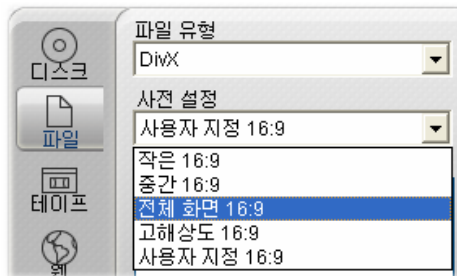 디스크
파일
테이프
웹
파일 유형
DivX
사전 설정
사용자 지정 16:9
작은 16:9
중간 16:9
전체 화면 16:9
고해상도 16:9
사용자 지정 16:9